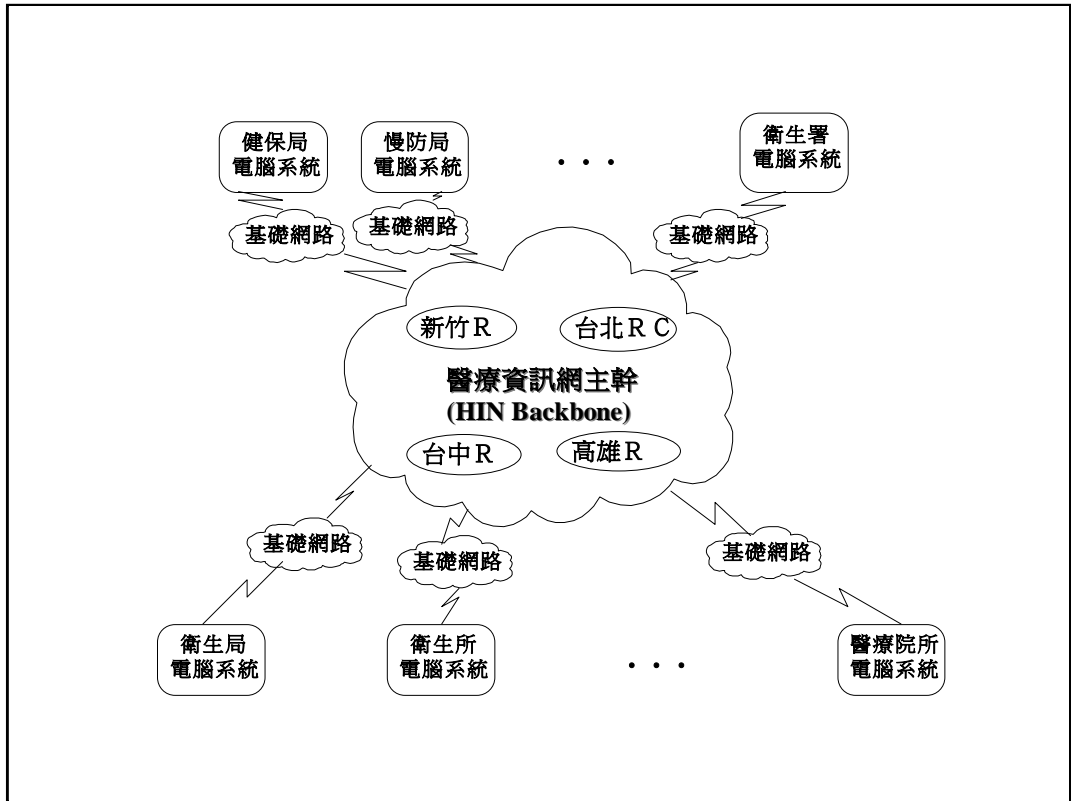 健保局
電腦系統
慢防局
電腦系統
. . .
衛生署
電腦系統
基礎網路
基礎網路
基礎網路
新竹Ｒ
台北ＲＣ
醫療資訊網主幹
(HIN Backbone)
台中Ｒ
高雄Ｒ
基礎網路
基礎網路
基礎網路
衛生局
電腦系統
衛生所
電腦系統
. . .
醫療院所
電腦系統